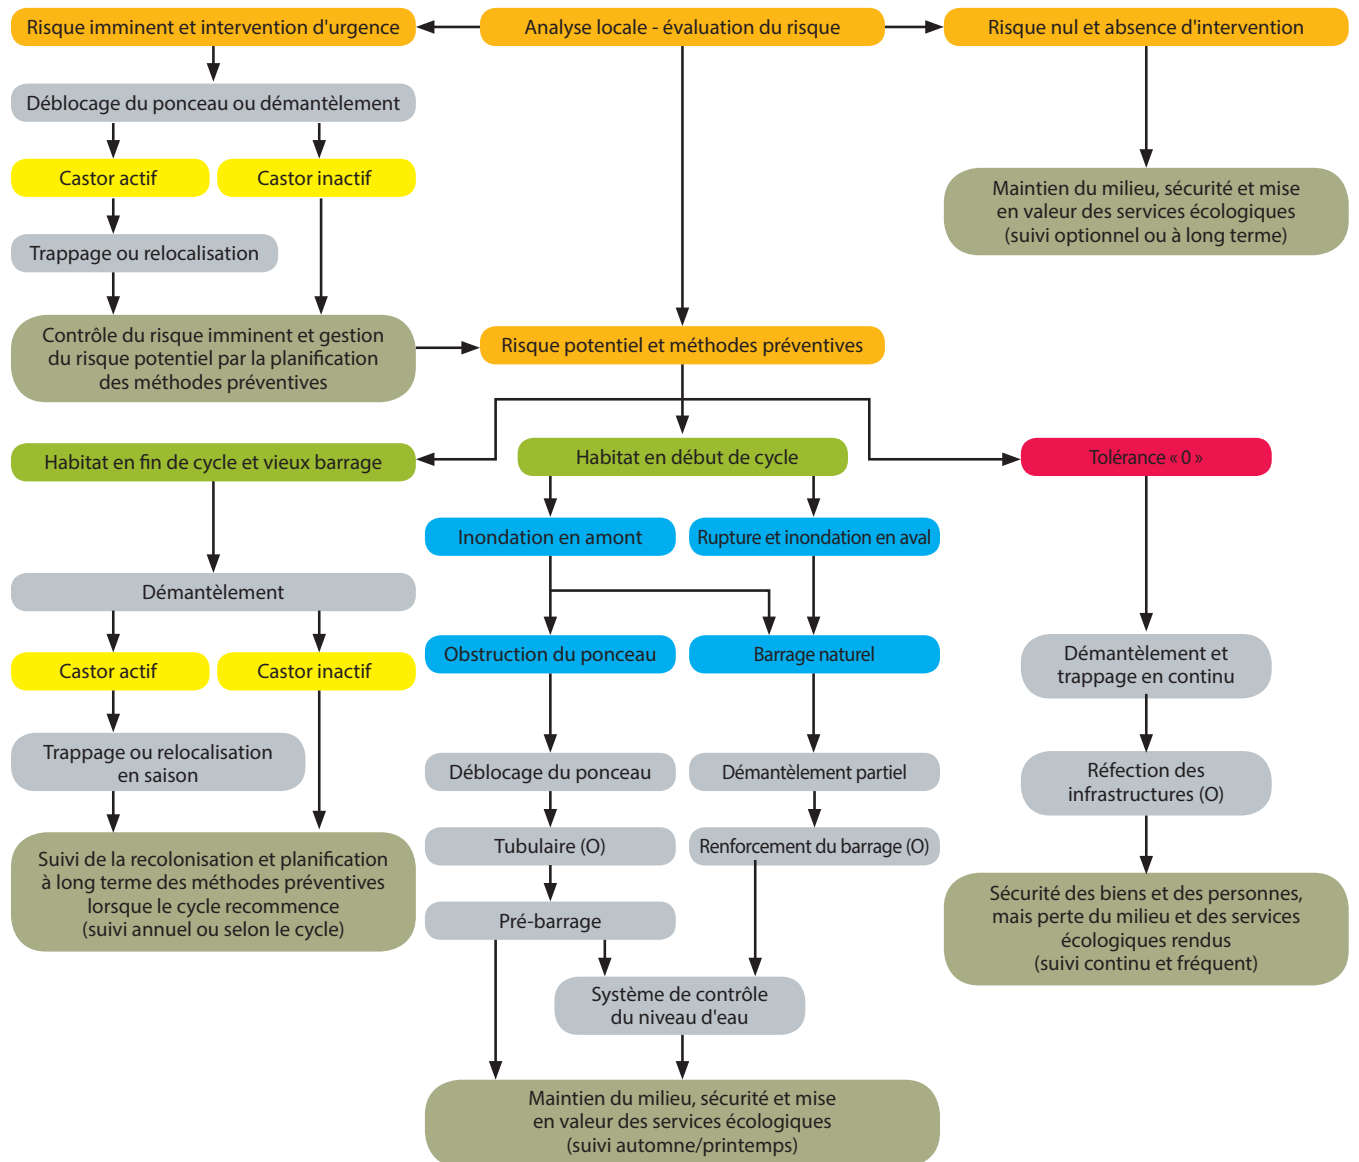 Risque imminent et intervention d'urgence
Analyse locale - évaluation du risque
Risque nul et absence d'intervention
Déblocage du ponceau ou démantèlement
Castor actif
Castor inactif
Maintien du milieu, sécurité et mise
en valeur des services écologiques
(suivi optionnel ou à long terme)
Trappage ou relocalisation
Contrôle du risque imminent et gestion
du risque potentiel par la planification
des méthodes préventives
Risque potentiel et méthodes préventives
Habitat en fin de cycle et vieux barrage
Habitat en début de cycle
Tolérance « 0 »
Inondation en amont
Rupture et inondation en aval
Démantèlement
Obstruction du ponceau
Barrage naturel
Démantèlement et
trappage en continu
Castor actif
Castor inactif
Trappage ou relocalisation
en saison
Déblocage du ponceau
Démantèlement partiel
Réfection des
infrastructures (O)
Tubulaire (O)
Renforcement du barrage (O)
Suivi de la recolonisation et planification
à long terme des méthodes préventives
lorsque le cycle recommence
(suivi annuel ou selon le cycle)
Pré-barrage
Sécurité des biens et des personnes,
mais perte du milieu et des services
écologiques rendus
(suivi continu et fréquent)
Système de contrôle
du niveau d'eau
Maintien du milieu, sécurité et mise
en valeur des services écologiques
(suivi automne/printemps)